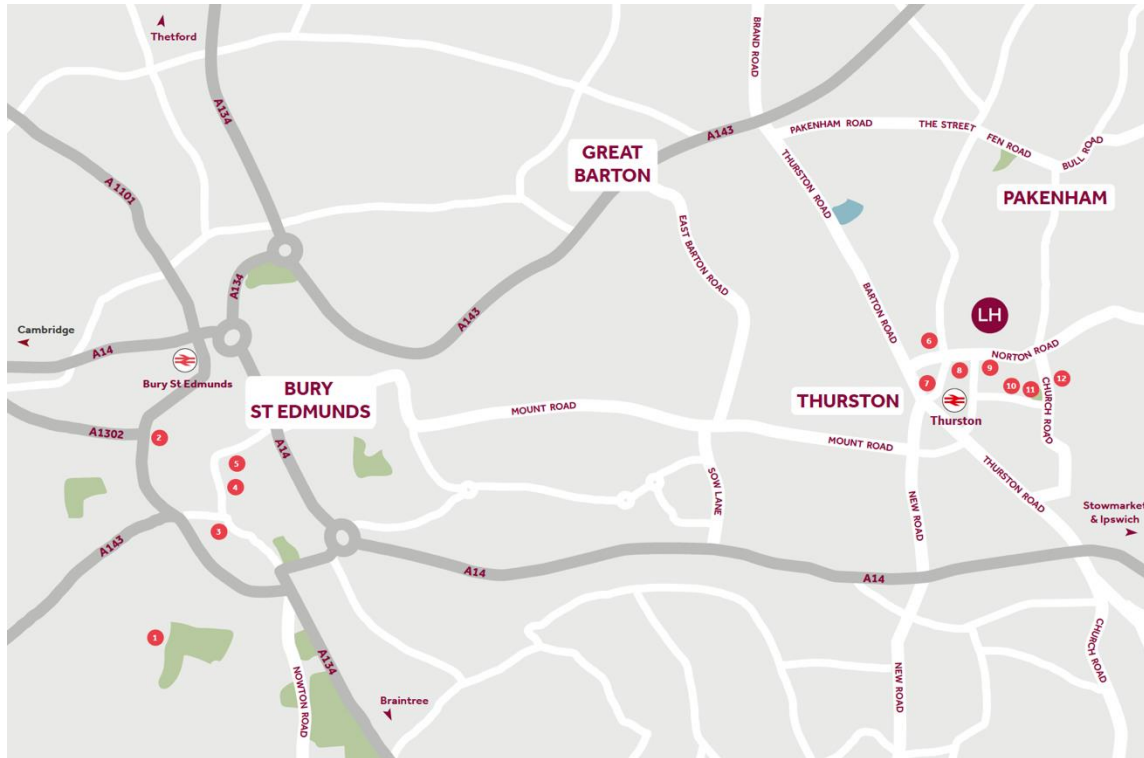 Thetford
BRAND ROAD
A134
A143
PAKENHAM ROAD
THE STREET
FEN ROAD
BULL ROAD
GREAT
BARTON
THURSTON ROAD
PAKENHAM
A1101
EAST BARTON ROAD
A134
BARTON ROAD
LH
A143
Cambridge
A14
6
NORTON ROAD
Bury St Edmunds
BURY
ST EDMUNDS
8
9
7
10
11
12
THURSTON
Thurston
CHURCH ROAD
MOUNT ROAD
MOUNT ROAD
A1302
2
A14
5
4
3
SOW LANE
THURSTON ROAD
NEW ROAD
Stowmarket
& Ipswich
A143
A14
A14
1
NOWTON ROAD
A134
Braintree
NEW ROAD
CHURCH ROAD